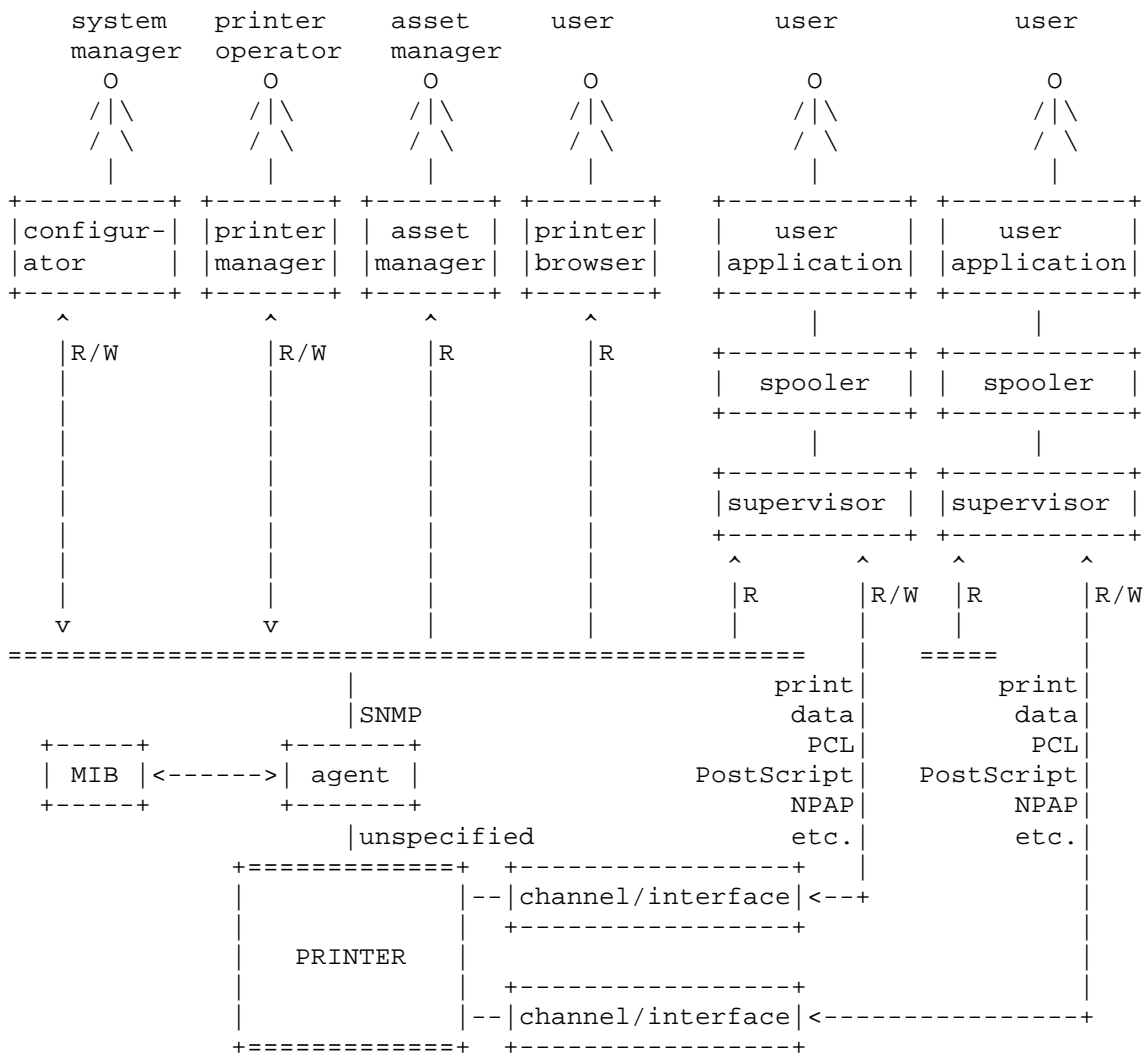 system printer asset user user user
manager operator manager
O O O O O O
/|\ /|\ /|\ /|\ /|\ /|\
/ \ / \ / \ / \ / \ / \
| | | | | |
+---------+ +-------+ +-------+ +-------+ +-----------+ +-----------+
|configur-| |printer| | asset | |printer| | user | | user |
|ator | |manager| |manager| |browser| |application| |application|
+---------+ +-------+ +-------+ +-------+ +-----------+ +-----------+
^ ^ ^ ^ | |
|R/W |R/W |R |R +-----------+ +-----------+
| | | | | spooler | | spooler |
| | | | +-----------+ +-----------+
| | | | | |
| | | | +-----------+ +-----------+
| | | | |supervisor | |supervisor |
| | | | +-----------+ +-----------+
| | | | ^ ^ ^ ^
| | | | |R |R/W |R |R/W
v v | | | | | |
================================================== | ===== |
| print| print|
|SNMP data| data|
+-----+ +-------+ PCL| PCL|
| MIB |<------>| agent | PostScript| PostScript|
+-----+ +-------+ NPAP| NPAP|
|unspecified etc.| etc.|
+=============+ +-----------------+ | |
| |--|channel/interface|<--+ |
| | +-----------------+ |
| PRINTER | |
| | +-----------------+ |
| |--|channel/interface|<----------------+
+=============+ +-----------------+